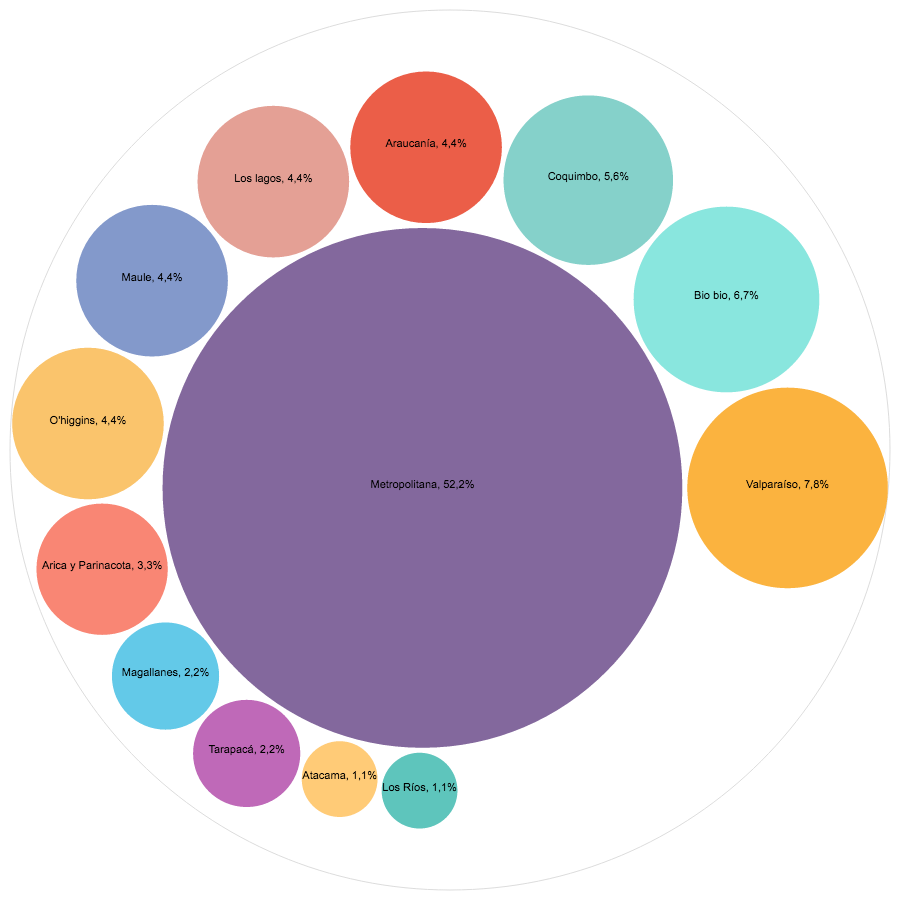 Araucanía, 4,4%
Coquimbo, 5,6%
Los lagos, 4,4%
Maule, 4,4%
Bio bio, 6,7%
O'higgins, 4,4%
Metropolitana, 52,2%
Valparaíso, 7,8%
Arica y Parinacota, 3,3%
Magallanes, 2,2%
Tarapacá, 2,2%
Atacama, 1,1%
Los Ríos, 1,1%